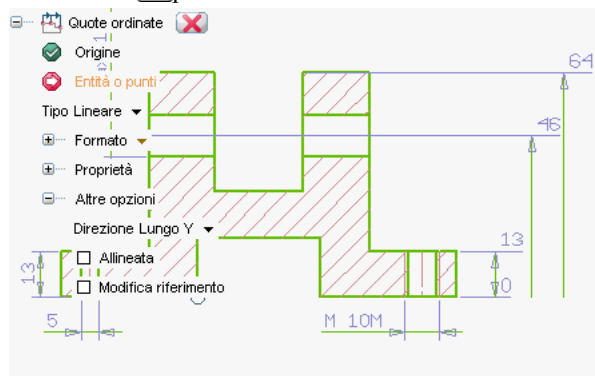 Quote ordinate
Origine
64
Entità o punti
Tipo Lineare
46
Formato
Proprietà
Altre opzioni
Direzione Lungo Y
13
Allineata
13
0
Modifica riferimento
5
M 10M